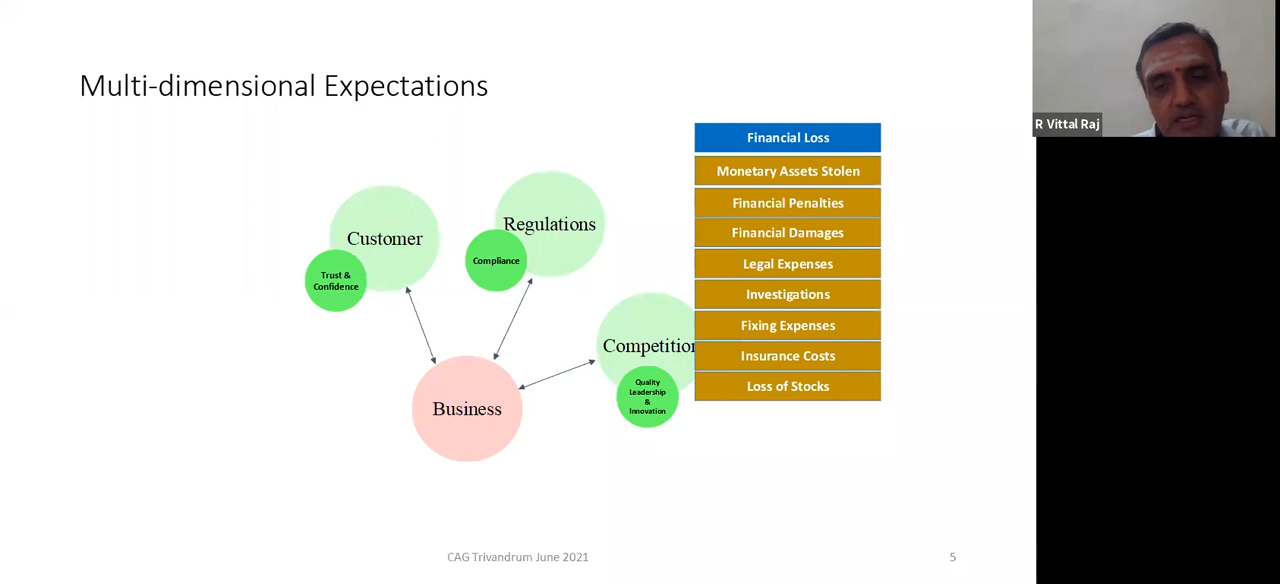 Multi-dimensional Expectations
R Vittal Raj
Customer
Trust &
Confidence
Regulations
Compliance
Competition
Quality
Leadership
&
Innovation
Business
Financial Loss
Monetary Assets Stolen
Financial Penalties
Financial Damages
Legal Expenses
Investigations
Fixing Expenses
Insurance Costs
Loss of Stocks
CAG Trivandrum June 2021
5